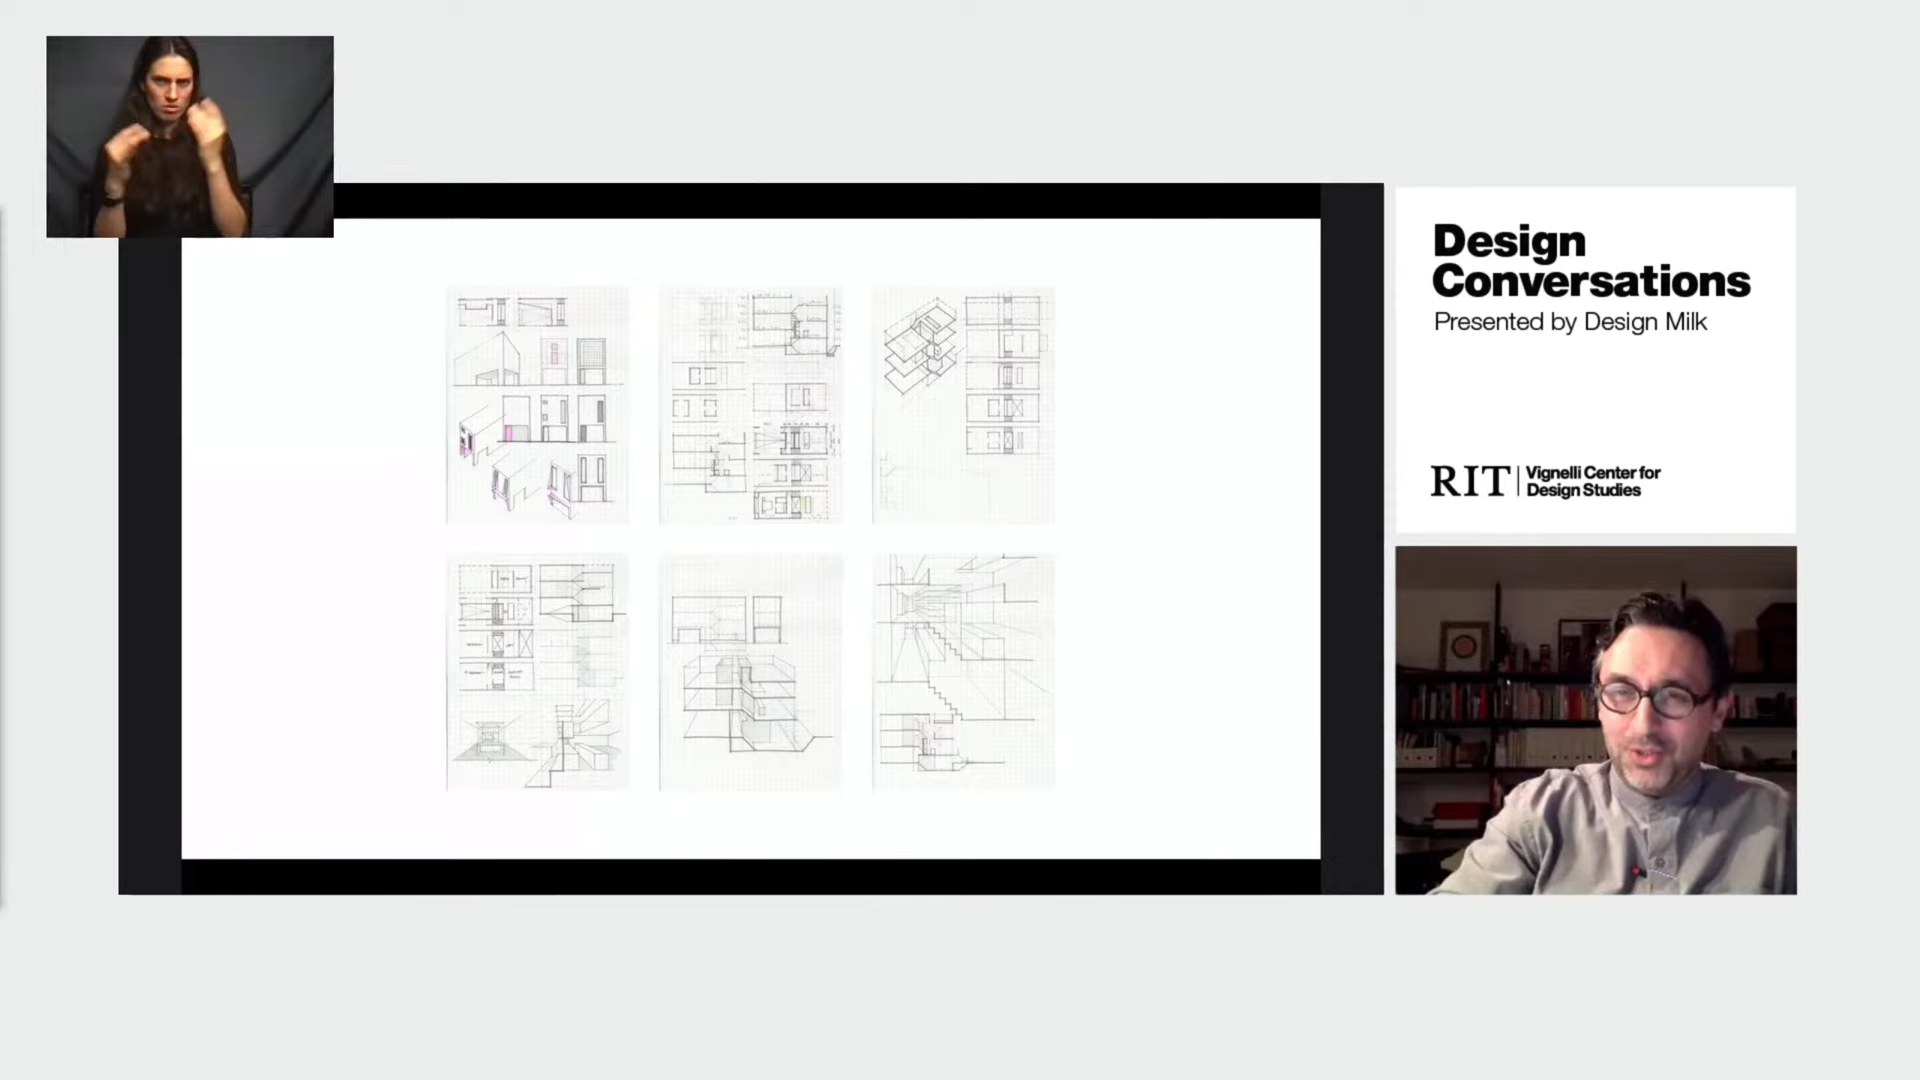 Design
Conversations
Presented by Design Milk
RIT
Vignelli Center for
Design Studies